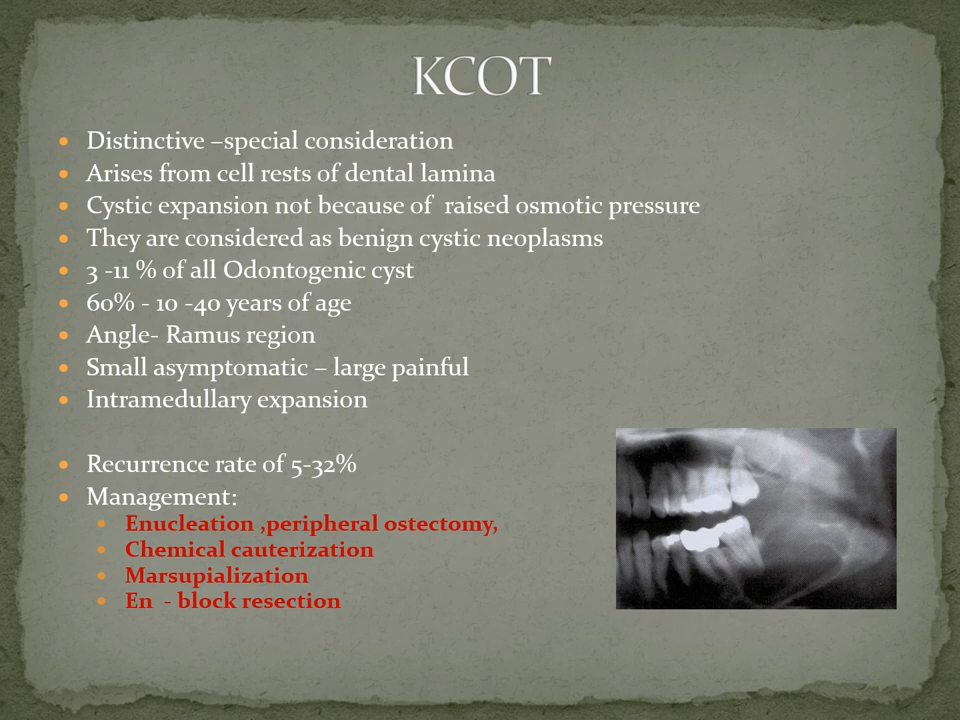 KCOT
Distinctive –special consideration
Arises from cell rests of dental lamina
Cystic expansion not because of  raised osmotic pressure
They are considered as benign cystic neoplasms
3 -11 % of all Odontogenic cyst
60% - 10 -40 years of age
Angle- Ramus region
Small asymptomatic – large painful
Intramedullary expansion
Recurrence rate of 5-32%
Management:
Enucleation ,peripheral ostectomy,
Chemical cauterization
Marsupialization
En  - block resection